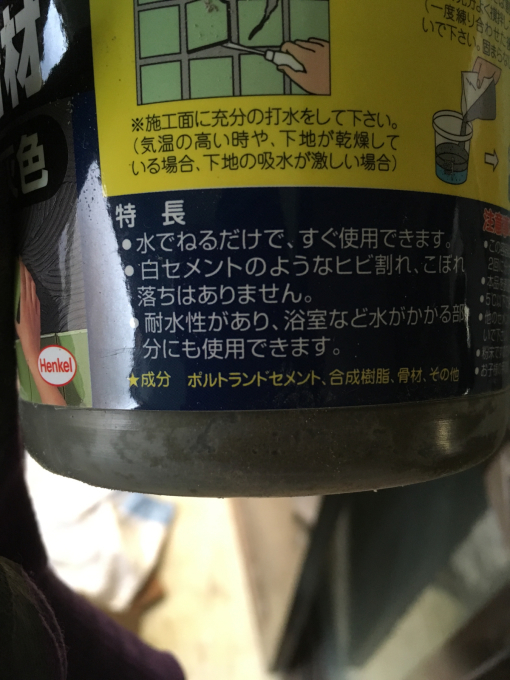 材
色
※施工面に充分の打水をして下さい。
(気温の高い時や、下地が乾燥して
いる場合、下地の吸水が激しい場合)
特 長
●水でねるだけで、すぐ使用できます。
●白セメントのようなヒビ割れ、こぼれ
落ちはありません。
●耐水性があり、浴室など水がかかる部
分にも使用できます。
★成分 ポルトランドセメント、合成樹脂、骨材、その他
Henkel
(一度練り合わせた
いで下さい。固まら